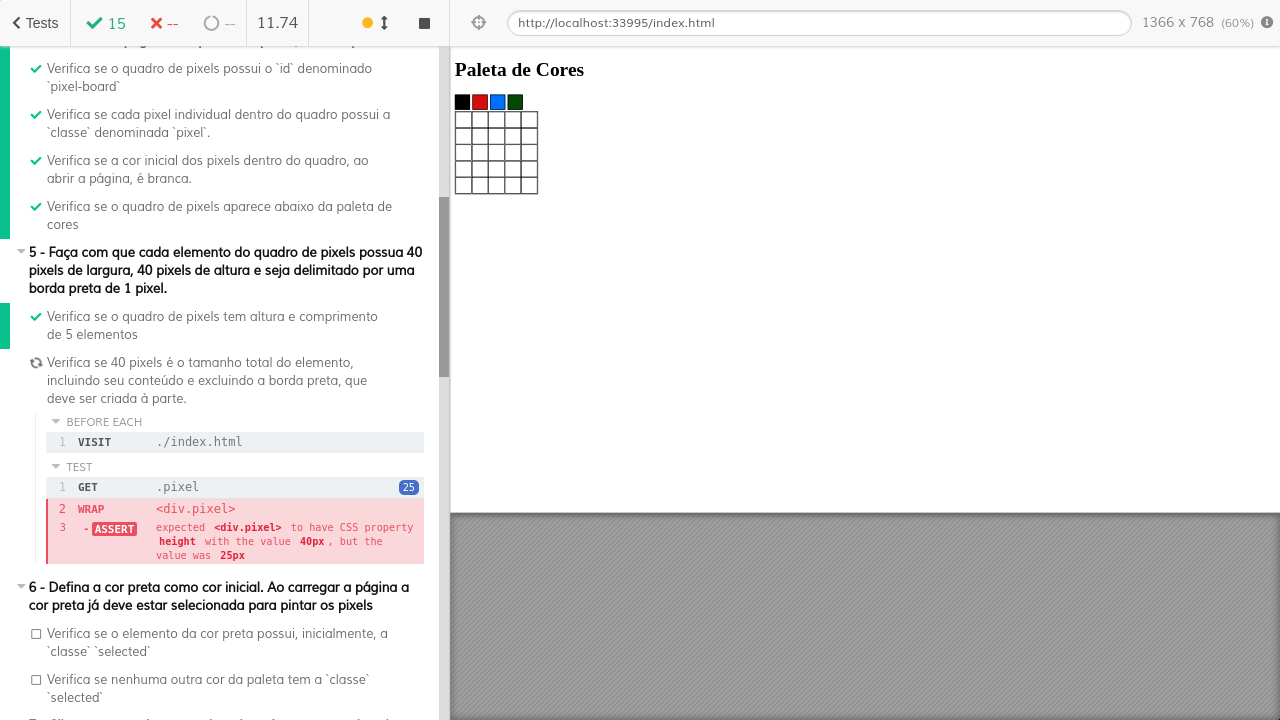 Tests
15
--
--
11.74
http://localhost:33995/index.html
1366 x 768 (60%)
Verifica se o quadro de pixels possui o `id` denominado
`pixel-board`
Verifica se cada pixel individual dentro do quadro possui a
`classe` denominada `pixel`.
Verifica se a cor inicial dos pixels dentro do quadro, ao
abrir a página, é branca.
Verifica se o quadro de pixels aparece abaixo da paleta de
cores
5 - Faça com que cada elemento do quadro de pixels possua 40
pixels de largura, 40 pixels de altura e seja delimitado por uma
borda preta de 1 pixel.
Verifica se o quadro de pixels tem altura e comprimento
de 5 elementos
Verifica se 40 pixels é o tamanho total do elemento,
incluindo seu conteúdo e excluindo a borda preta, que
deve ser criada à parte.
BEFORE EACH
1 VISIT ./index.html
TEST
1 GET .pixel 25
2 WRAP <div.pixel>
3 -ASSERT expected <div.pixel> to have CSS property
height with the value 40px, but the
value was 25px
6 - Defina a cor preta como cor inicial. Ao carregar a página a
cor preta já deve estar selecionada para pintar os pixels
Verifica se o elemento da cor preta possui, inicialmente, a
`classe` `selected`
Verifica se nenhuma outra cor da paleta tem a `classe`
`selected`
Paleta de Cores